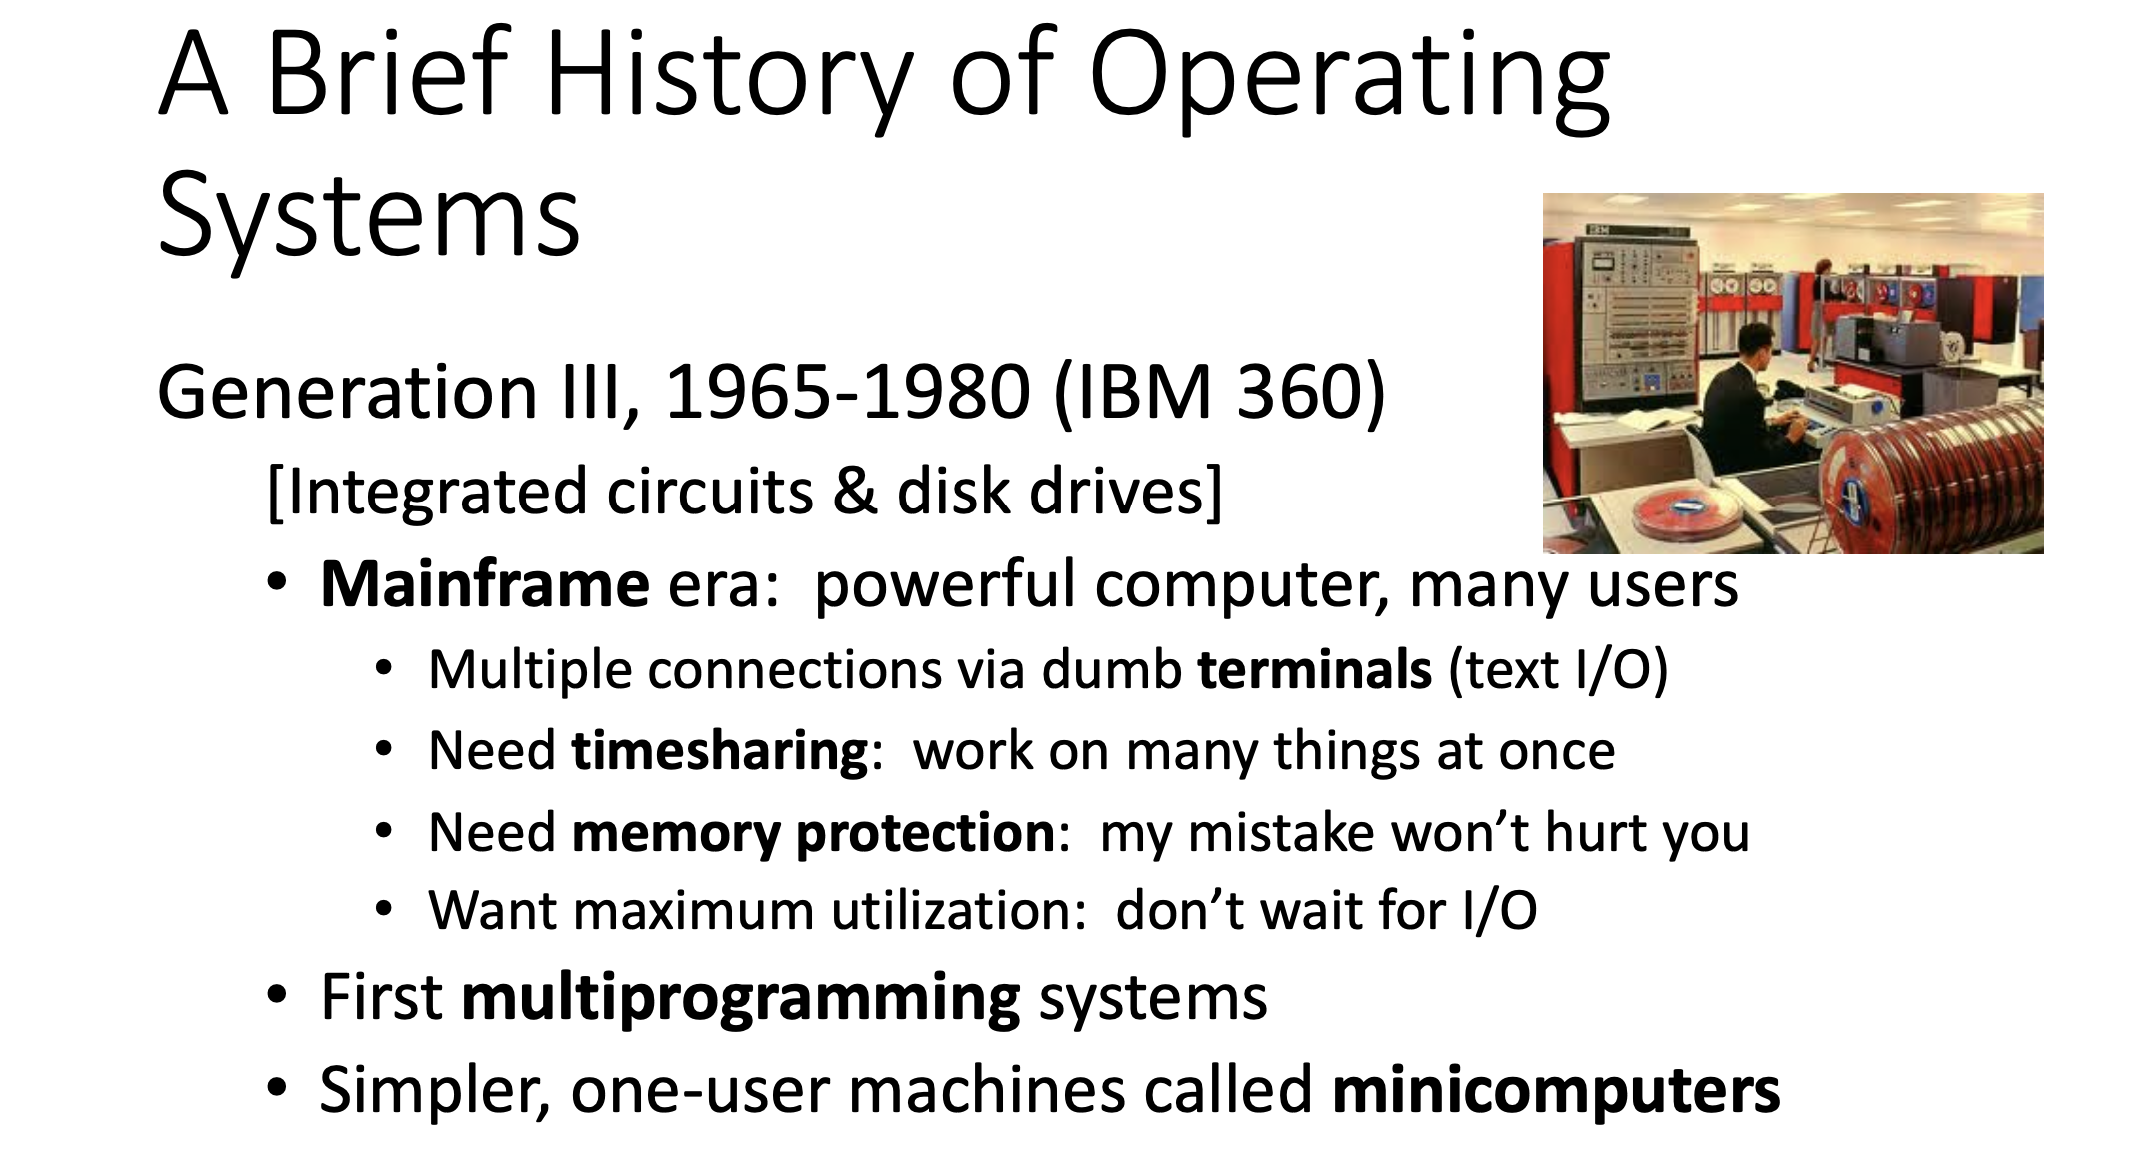 A Brief History of Operating
Systems
IBM
Generation III, 1965-1980 (IBM 360)
[Integrated circuits & disk drives]
• Mainframe era:  powerful computer, many users
• Multiple connections via dumb terminals (text I/O)
• Need timesharing:  work on many things at once
• Need memory protection:  my mistake won’t hurt you
• Want maximum utilization:  don’t wait for I/O
• First multiprogramming systems
• Simpler, one-user machines called minicomputers